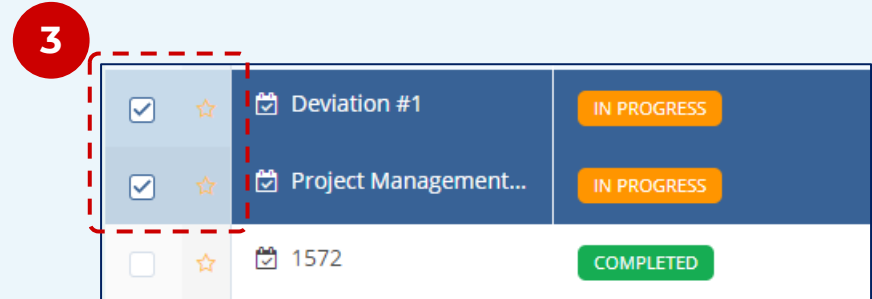 3
Deviation #1 IN PROGRESS
Project Management... IN PROGRESS
1572 COMPLETED